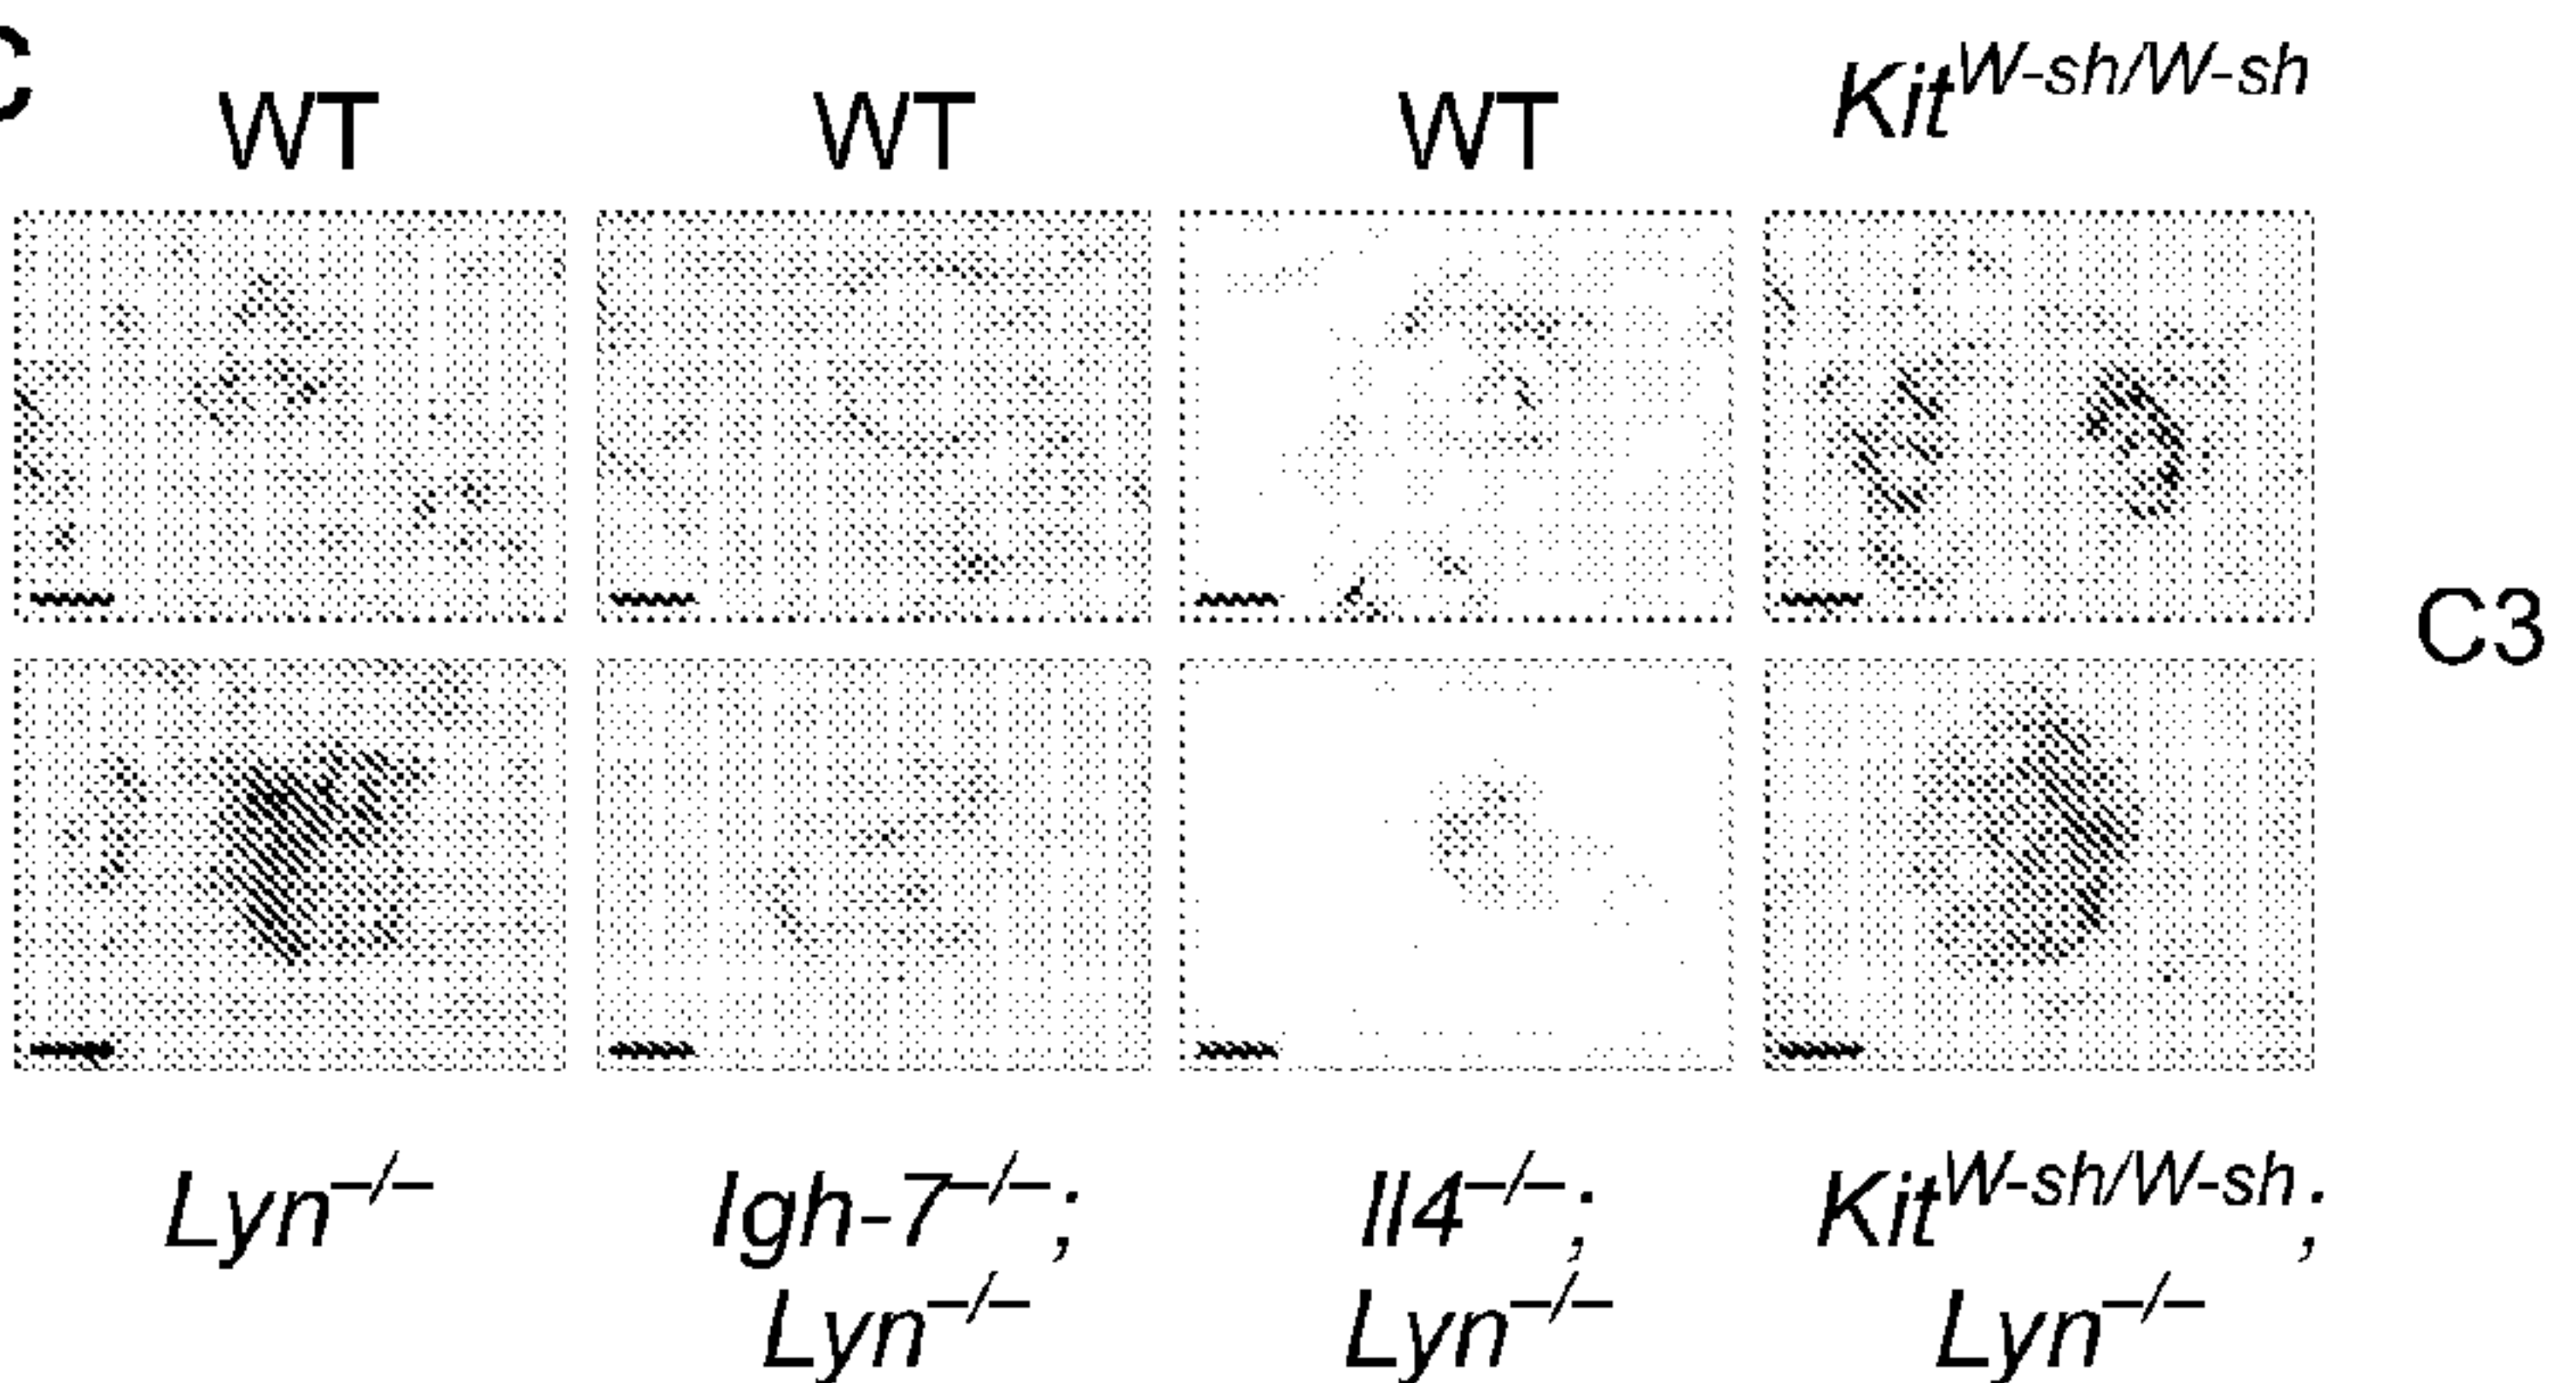 C
WT WT WT Kit^W-sh/W-sh
C3
Lyn^–/– Igh-7^–/–; Il4^–/–; Kit^W-sh/W-sh;
Lyn^–/– Lyn^–/– Lyn^–/–